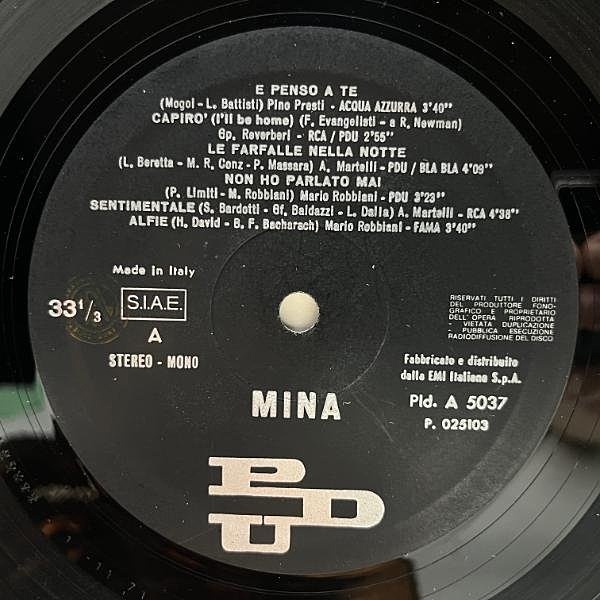 E PENSO A TE
(Mogol - L. Battisti) Pino Presti - ACQUA AZZURRA 3'40"
CAPIRO' (I'll be home) (F. Evangelisti - a R. Newman)
Gp. Reverberi - RCA / PDU 2'55"
LE FARFALLE NELLA NOTTE
(L. Beretta - M. R. Conz - P. Massara) A. Martelli - PDU / BLA BLA 4'09"
NON HO PARLATO MAI
(P. Limiti - M. Robbiani) Mario Robbiani - PDU 3'23"
SENTIMENTALE (S. Bardotti - Gf. Baldazzi - L. Dalla) A. Martelli - RCA 4'38"
ALFIE (H. David - B. F. Bacharach) Mario Robbiani - FAMA 3'40"
Made in Italy
33 1/3
S.I.A.E.
A
STEREO - MONO
RISERVATI TUTTI I DIRITTI
DEL PRODUTTORE FONO-
GRAFICO E PROPRIETARIO
DELL'OPERA RIPRODOTTA
- VIETATA DUPLICAZIONE
- PUBBLICA ESECUZIONE
RADIODIFFUSIONE DEL DISCO
Fabbricato e distribuito
dalla EMI Italiana S.p.A.
Pld. A 5037
P. 025103
MINA
PDU